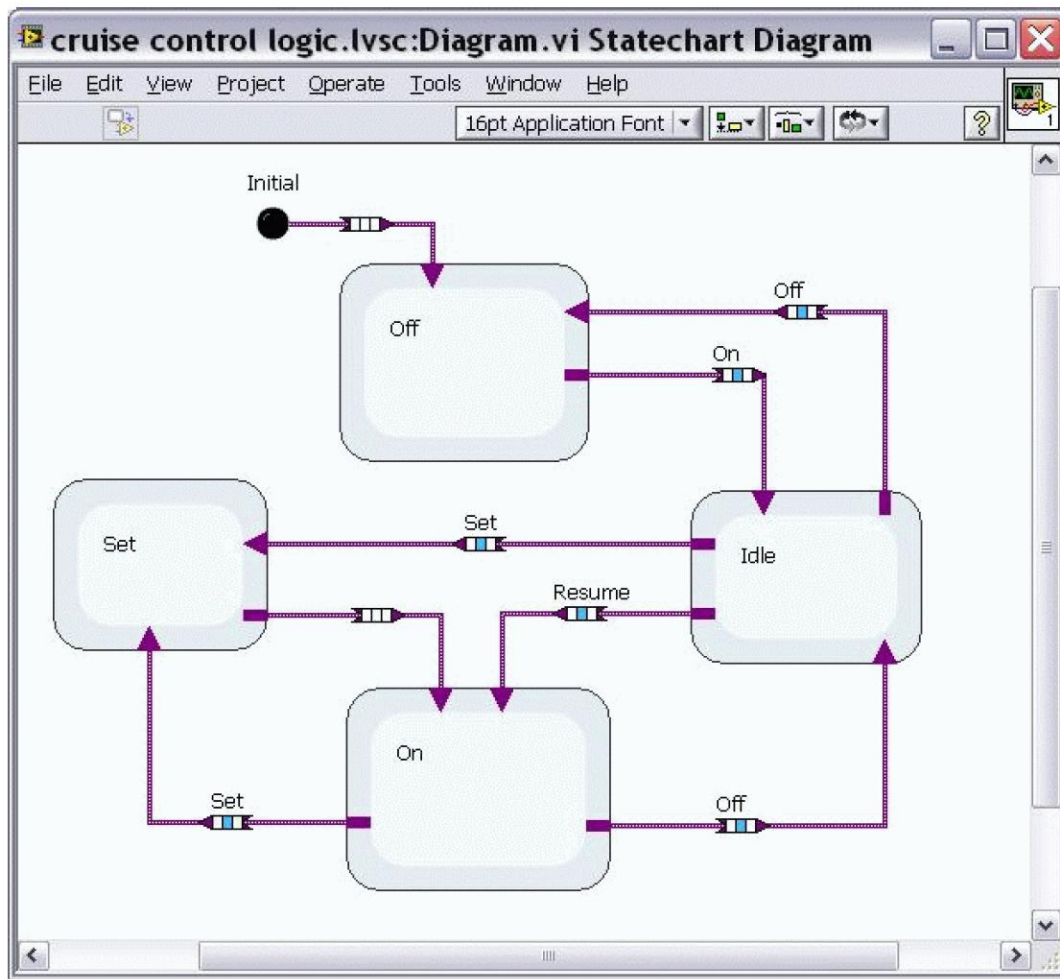 cruise control logic.lvsc:Diagram.vi Statechart Diagram
File Edit View Project Operate Tools Window Help
16pt Application Font
?
1
Initial
Off
Off
On
Set
Set
Idle
Resume
On
Set
Off